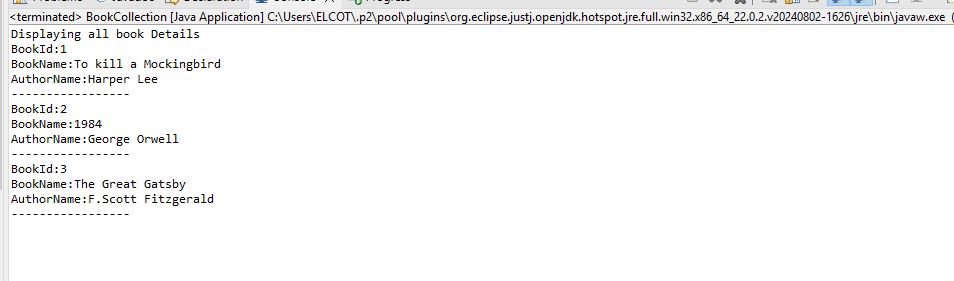 <terminated> BookCollection [Java Application] C:\Users\ELCOT\.p2\pool\plugins\org.eclipse.justj.openjdk.hotspot.jre.full.win32.x86_64_22.0.2.v20240802-1626\jre\bin\javaw.exe
Displaying all book Details
BookId:1
BookName:To kill a Mockingbird
AuthorName:Harper Lee
-----------------
BookId:2
BookName:1984
AuthorName:George Orwell
-----------------
BookId:3
BookName:The Great Gatsby
AuthorName:F.Scott Fitzgerald
-----------------